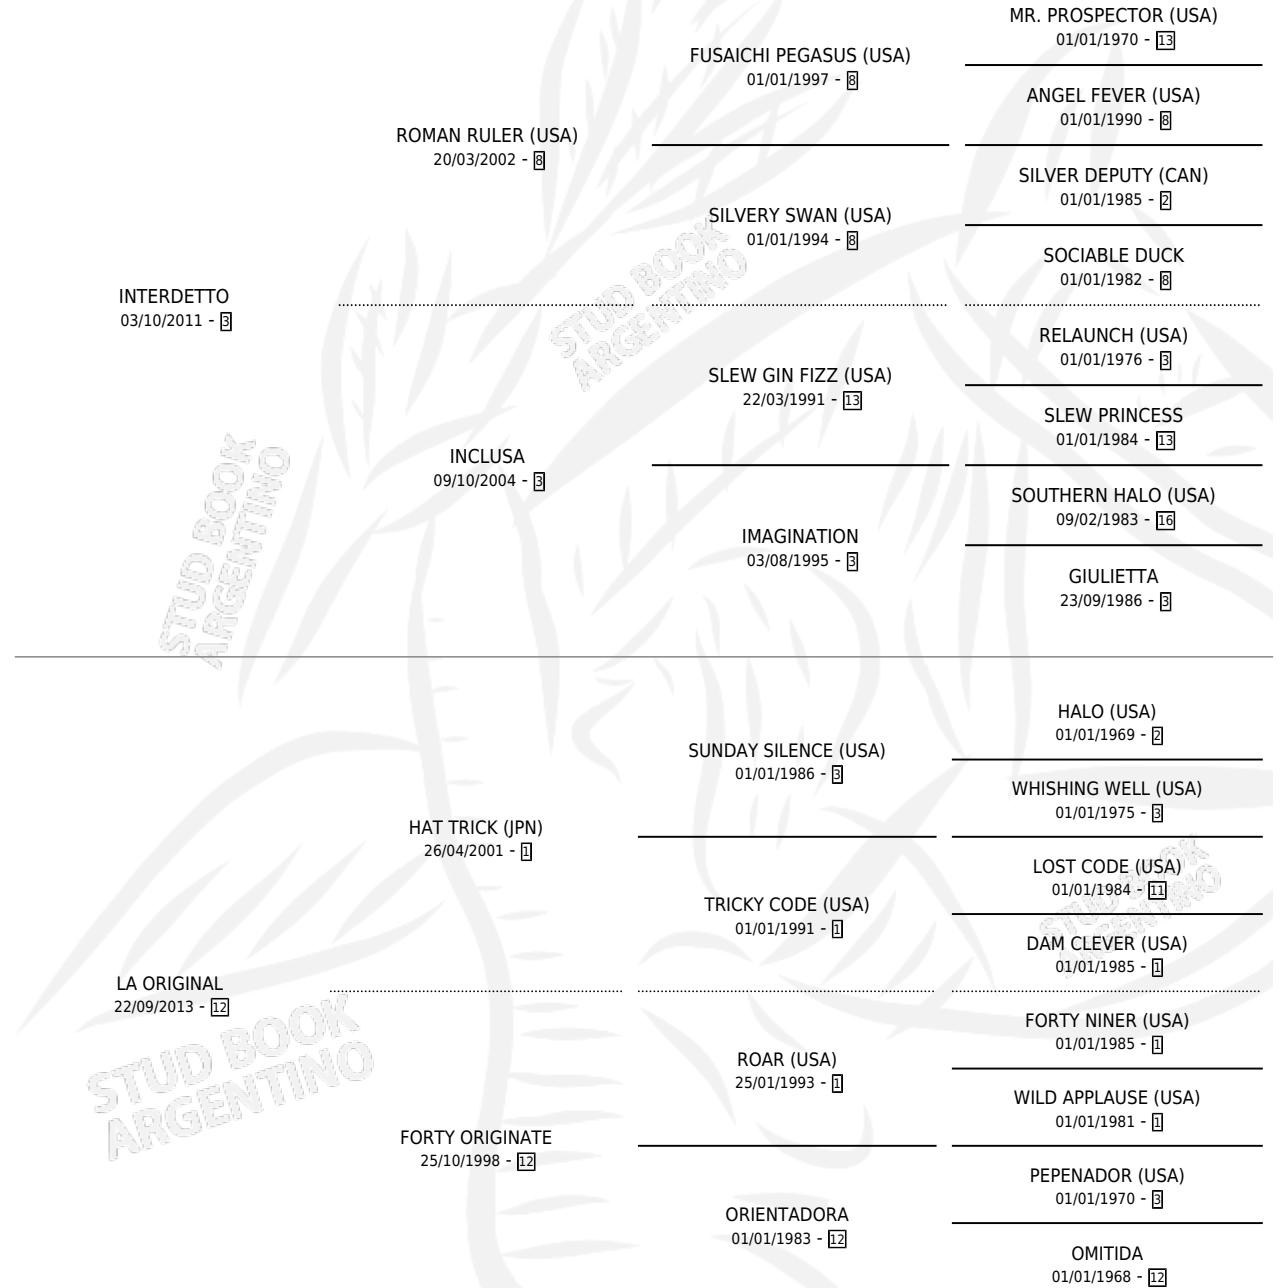 MR. PROSPECTOR (USA)
01/01/1970 - 13
FUSAICHI PEGASUS (USA)
01/01/1997 - 8
ANGEL FEVER (USA)
01/01/1990 - 8
ROMAN RULER (USA)
20/03/2002 - 8
SILVER DEPUTY (CAN)
01/01/1985 - 2
SILVERY SWAN (USA)
01/01/1994 - 8
SOCIABLE DUCK
01/01/1982 - 8
INTERDETTO
03/10/2011 - 3
RELAUNCH (USA)
01/01/1976 - 3
SLEW GIN FIZZ (USA)
22/03/1991 - 13
SLEW PRINCESS
01/01/1984 - 13
INCLUSA
09/10/2004 - 3
SOUTHERN HALO (USA)
09/02/1983 - 16
IMAGINATION
03/08/1995 - 3
GIULIETTA
23/09/1986 - 3
HALO (USA)
01/01/1969 - 2
SUNDAY SILENCE (USA)
01/01/1986 - 3
WHISHING WELL (USA)
01/01/1975 - 3
HAT TRICK (JPN)
26/04/2001 - 1
LOST CODE (USA)
01/01/1984 - 11
TRICKY CODE (USA)
01/01/1991 - 1
DAM CLEVER (USA)
01/01/1985 - 1
LA ORIGINAL
22/09/2013 - 12
FORTY NINER (USA)
01/01/1985 - 1
ROAR (USA)
25/01/1993 - 1
WILD APPLAUSE (USA)
01/01/1981 - 1
FORTY ORIGINATE
25/10/1998 - 12
PEPENADOR (USA)
01/01/1970 - 3
ORIENTADORA
01/01/1983 - 12
OMITIDA
01/01/1968 - 12
STUD BOOK
ARGENTINO
STUD BOOK
ARGENTINO
STUD BOOK
ARGENTINO
STUD BOOK
ARGENTINO